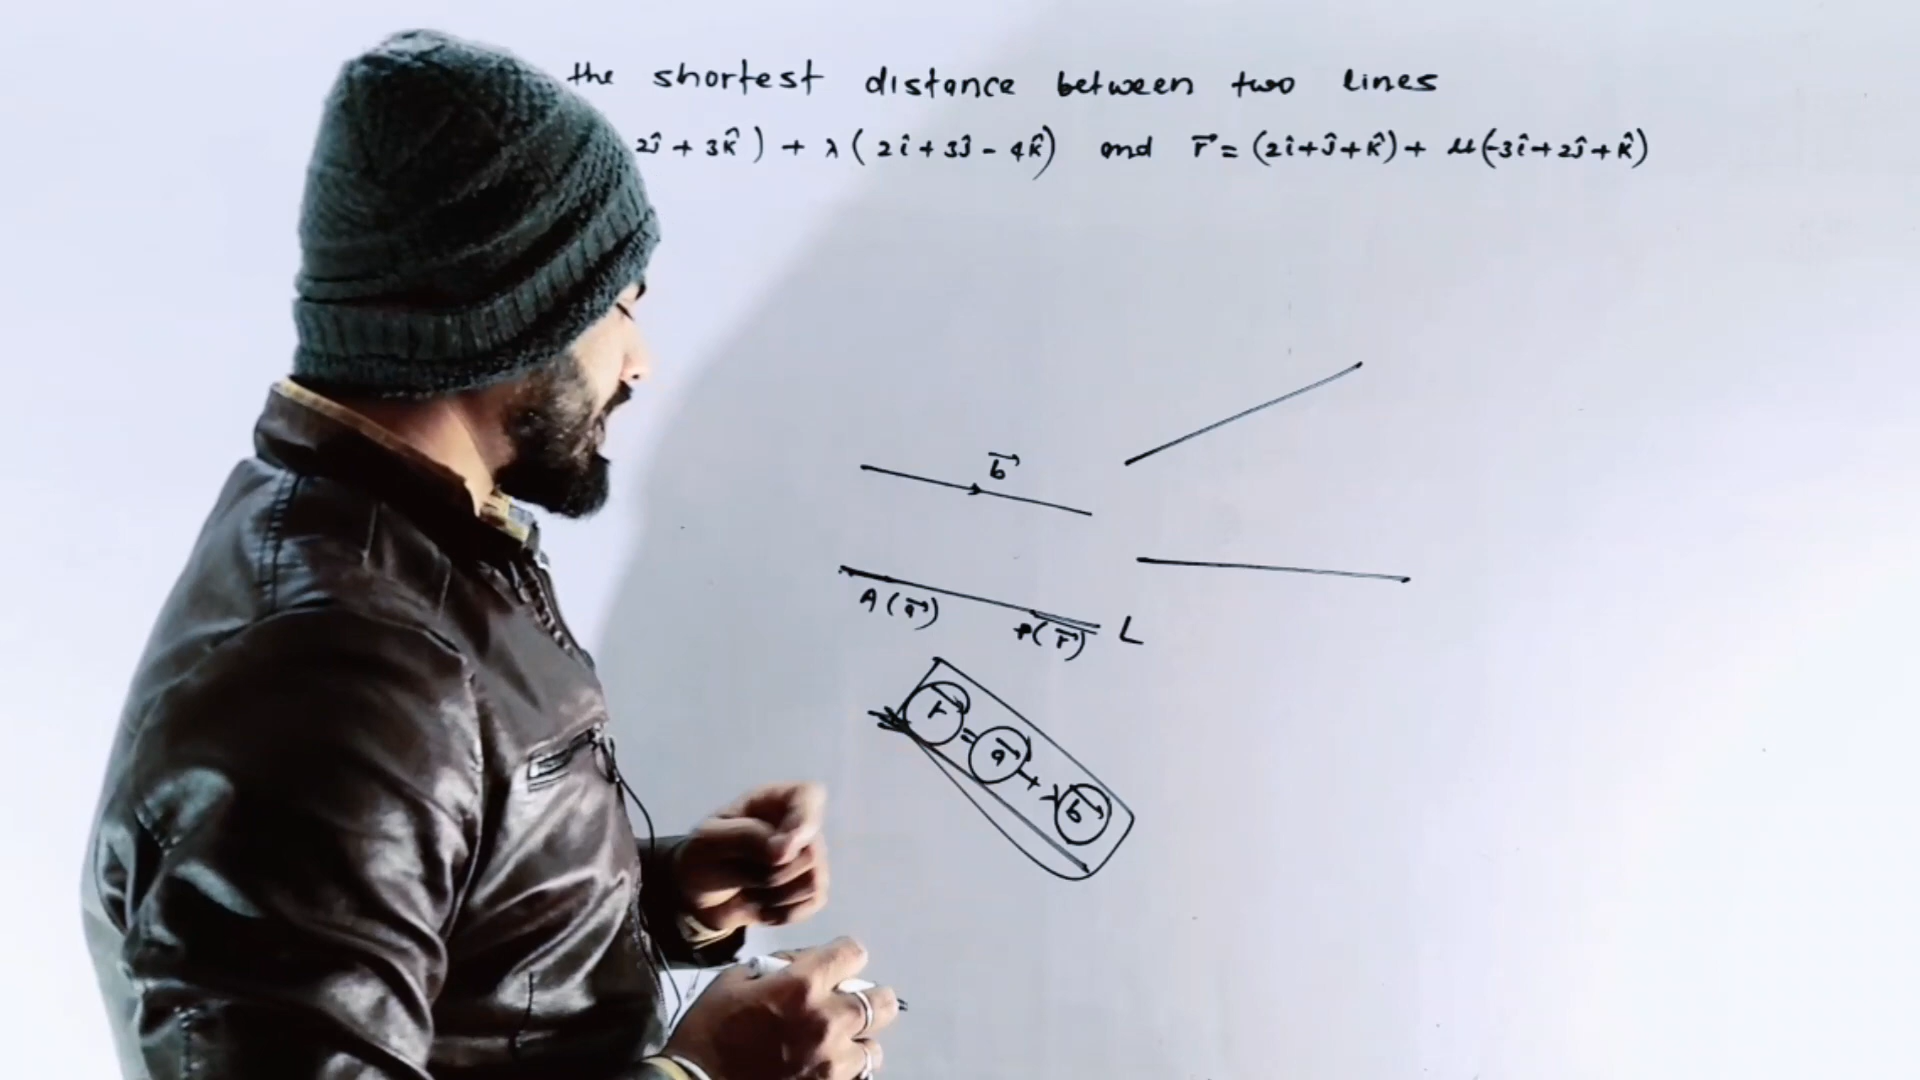 the shortest distance between two lines
2ĵ + 3k̂ ) + λ ( 2î + 3ĵ - 4k̂ ) and r⃗ = (2î+ĵ+k̂) + μ(-3î+2ĵ+k̂)
b⃗
A (a⃗)
P(r⃗) L
r⃗ = a⃗ + λb⃗